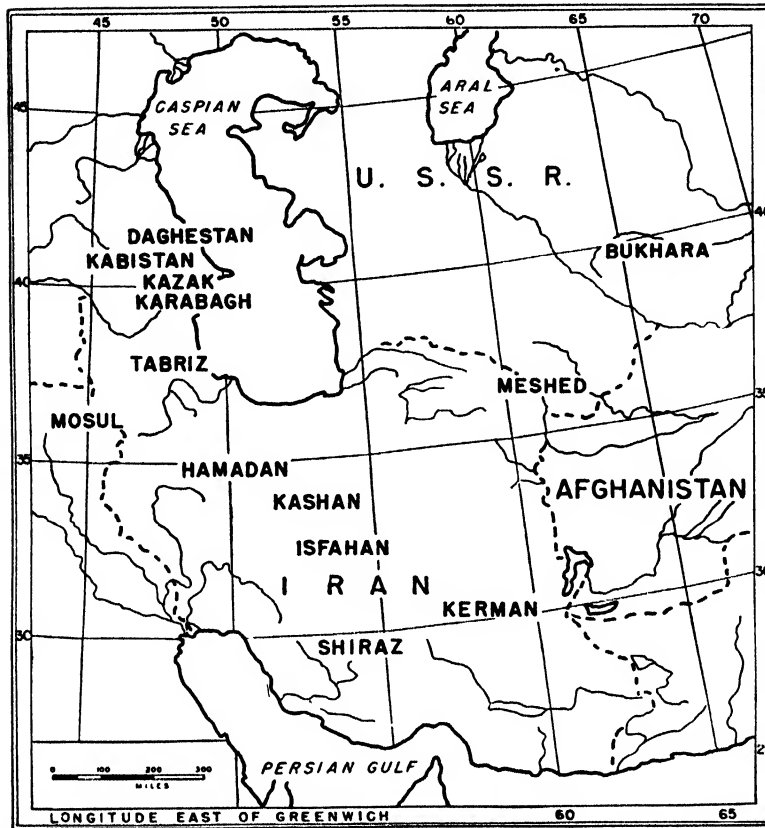 45 50 55 60 65 70
CASPIAN
SEA
ARAL
SEA
45
U. S. S. R.
40
DAGHESTAN
KABISTAN
KAZAK
KARABAGH
BUKHARA
40
TABRIZ
MESHED
35
MOSUL
35
HAMADAN
KASHAN
AFGHANISTAN
ISFAHAN
IRAN
30
KERMAN
30
SHIRAZ
PERSIAN GULF
0 100 200 300
MILES
LONGITUDE EAST OF GREENWICH
60 65